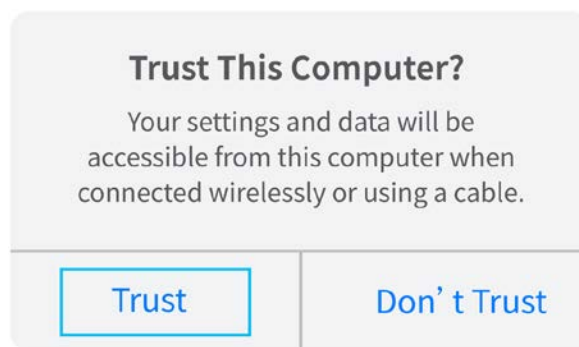 Trust This Computer?
Your settings and data will be
accessible from this computer when
connected wirelessly or using a cable.
Trust
Don’t Trust